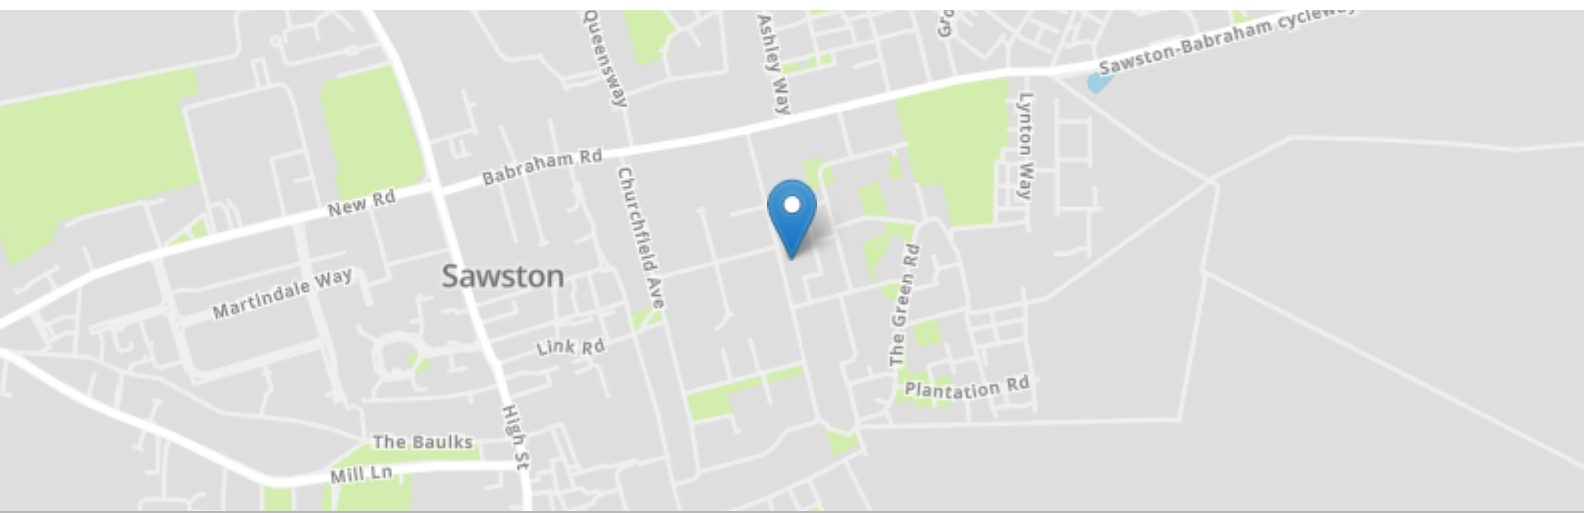 Queensway
Ashley Way
Gro
Sawston-Babraham cycleway
Lynton Way
Babraham Rd
New Rd
Churchfield Ave
Sawston
Martindale Way
The Green Rd
Link Rd
Plantation Rd
High St
The Baulks
Mill Ln